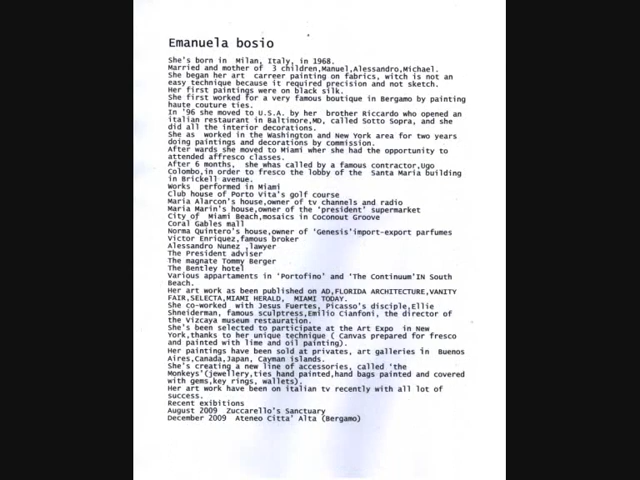 Emanuela bosio
She's born in Milan, Italy, in 1968.
Married and mother of 3 children,Manuel,Alessandro,Michael.
She began her art carreer painting on fabrics, witch is not an
easy technique because it required precision and not sketch.
Her first paintings were on black silk.
She first worked for a very famous boutique in Bergamo by painting
haute couture ties.
In '96 she moved to U.S.A. by her brother Riccardo who opened an
italian restaurant in Baltimore,MD, called Sotto Sopra, and she
did all the interior decorations.
She as worked in the Washington and New York area for two years
doing paintings and decorations by commission.
After wards she moved to Miami wher she had the opportunity to
attended affresco classes.
After 6 months, she whas called by a famous contractor,Ugo
Colombo,in order to fresco the lobby of the Santa Maria building
in Brickell avenue.
Works performed in Miami
Club house of Porto Vita's golf course
Maria Alarcon's house,owner of tv channels and radio
Maria Marin's house,owner of the 'president' supermarket
City of Miami Beach,mosaics in Coconout Groove
Coral Gables mall
Norma Quintero's house,owner of 'Genesis'import-export parfumes
Victor Enriquez,famous broker
Alessandro Nunez ,lawyer
The President adviser
The magnate Tommy Berger
The Bentley hotel
Various appartaments in 'Portofino' and 'The Continuum'IN South
Beach.
Her art work as been published on AD,FLORIDA ARCHITECTURE,VANITY
FAIR,SELECTA,MIAMI HERALD, MIAMI TODAY.
She co-worked with Jesus Fuertes, Picasso's disciple,Ellie
Shneiderman, famous sculptress,Emilio Cianfoni, the director of
the Vizcaya museum restauration.
She's been selected to participate at the Art Expo in New
York,thanks to her unique technique ( Canvas prepared for fresco
and painted with lime and oil painting).
Her paintings have been sold at privates, art galleries in Buenos
Aires,Canada,Japan, Cayman islands.
She's creating a new line of accessories, called 'the
Monkeys'(jewellery,ties hand painted,hand bags painted and covered
with gems,key rings, wallets).
Her art work have been on italian tv recently with all lot of
success.
Recent exibitions
August 2009 Zuccarello's Sanctuary
December 2009 Ateneo Citta' Alta (Bergamo)